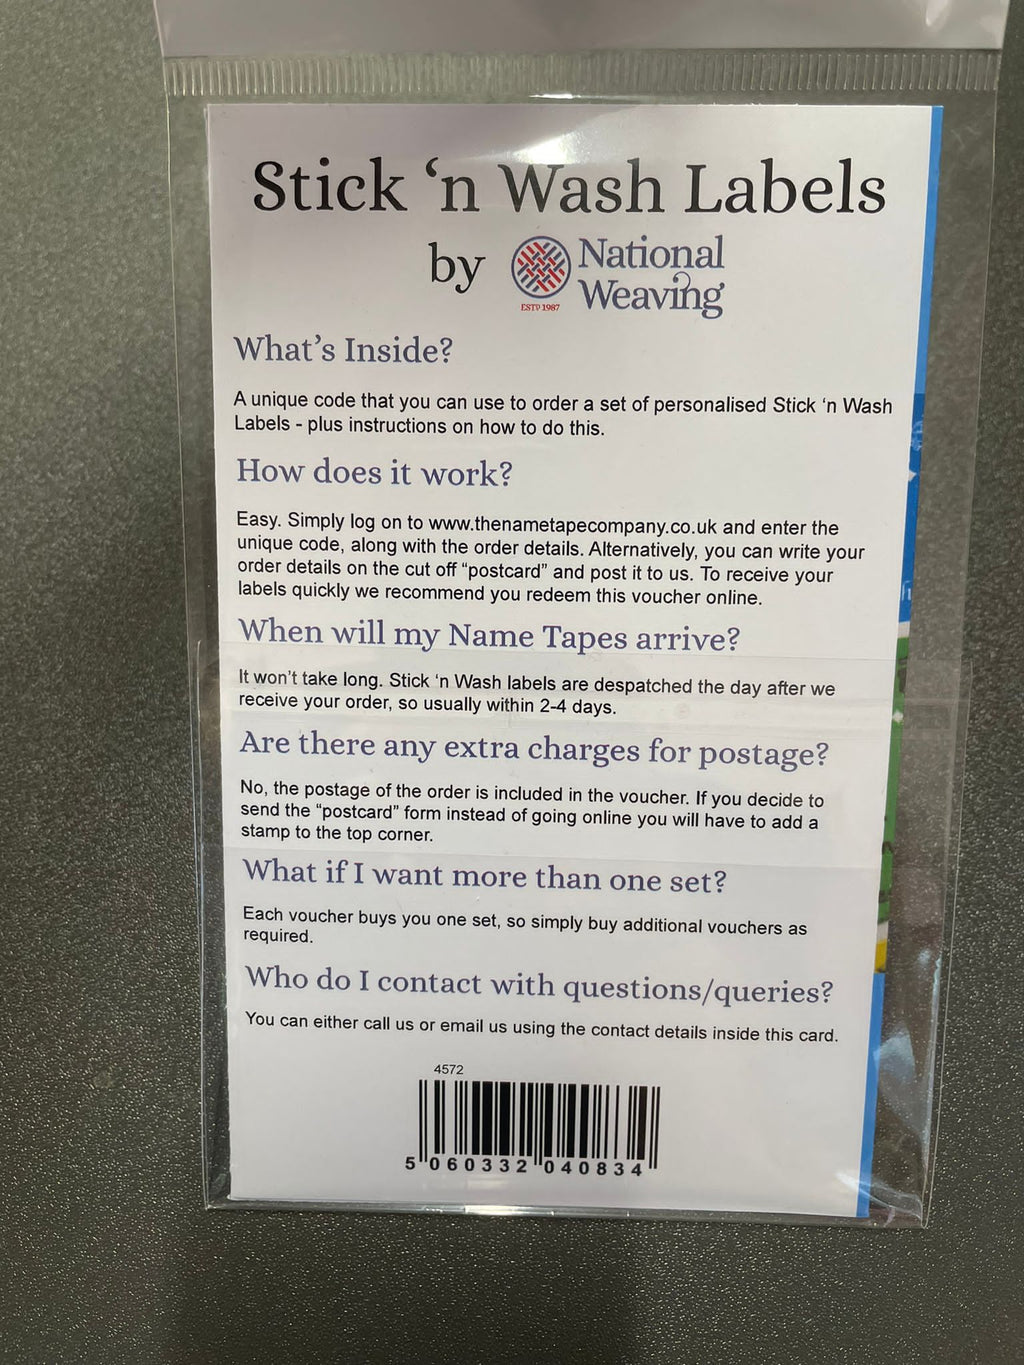 Stick ‘n Wash Labels
by National
Weaving
ESTD 1987
What’s Inside?
A unique code that you can use to order a set of personalised Stick ‘n Wash
Labels - plus instructions on how to do this.
How does it work?
Easy. Simply log on to www.thenametapecompany.co.uk and enter the
unique code, along with the order details. Alternatively, you can write your
order details on the cut off “postcard” and post it to us. To receive your
labels quickly we recommend you redeem this voucher online.
When will my Name Tapes arrive?
It won’t take long. Stick ‘n Wash labels are despatched the day after we
receive your order, so usually within 2-4 days.
Are there any extra charges for postage?
No, the postage of the order is included in the voucher. If you decide to
send the “postcard” form instead of going online you will have to add a
stamp to the top corner.
What if I want more than one set?
Each voucher buys you one set, so simply buy additional vouchers as
required.
Who do I contact with questions/queries?
You can either call us or email us using the contact details inside this card.
4572
5 060332 040834